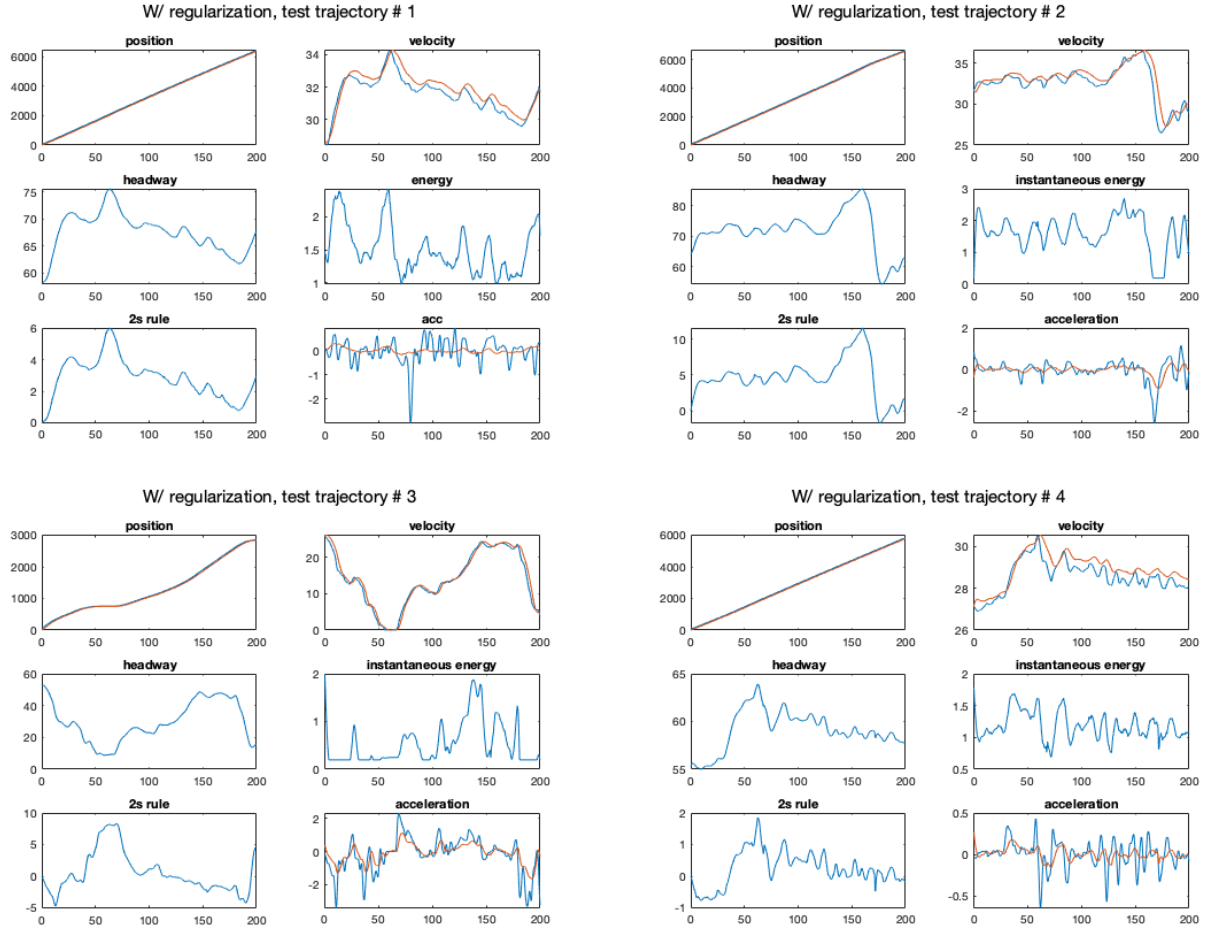 W/ regularization, test trajectory # 1
position
6000
4000
2000
0
0 50 100 150 200
velocity
34
32
30
0 50 100 150 200
headway
75
70
65
60
0 50 100 150 200
energy
2
1
0 50 100 150 200
2s rule
6
4
2
0
0 50 100 150 200
acc
0
-1
-2
0 50 100 150 200
W/ regularization, test trajectory # 2
position
6000
4000
2000
0
0 50 100 150 200
velocity
35
30
25
0 50 100 150 200
headway
80
70
60
0 50 100 150 200
instantaneous energy
3
2
1
0
0 50 100 150 200
2s rule
10
5
0
0 50 100 150 200
acceleration
2
0
-2
0 50 100 150 200
W/ regularization, test trajectory # 3
position
3000
2000
1000
0
0 50 100 150 200
velocity
20
10
0
0 50 100 150 200
headway
60
40
20
0
0 50 100 150 200
instantaneous energy
2
1
0
0 50 100 150 200
2s rule
10
5
0
-5
0 50 100 150 200
acceleration
2
0
-2
0 50 100 150 200
W/ regularization, test trajectory # 4
position
6000
4000
2000
0
0 50 100 150 200
velocity
30
28
26
0 50 100 150 200
headway
65
60
55
0 50 100 150 200
instantaneous energy
2
1.5
1
0.5
0 50 100 150 200
2s rule
2
1
0
-1
0 50 100 150 200
acceleration
0.5
0
-0.5
0 50 100 150 200